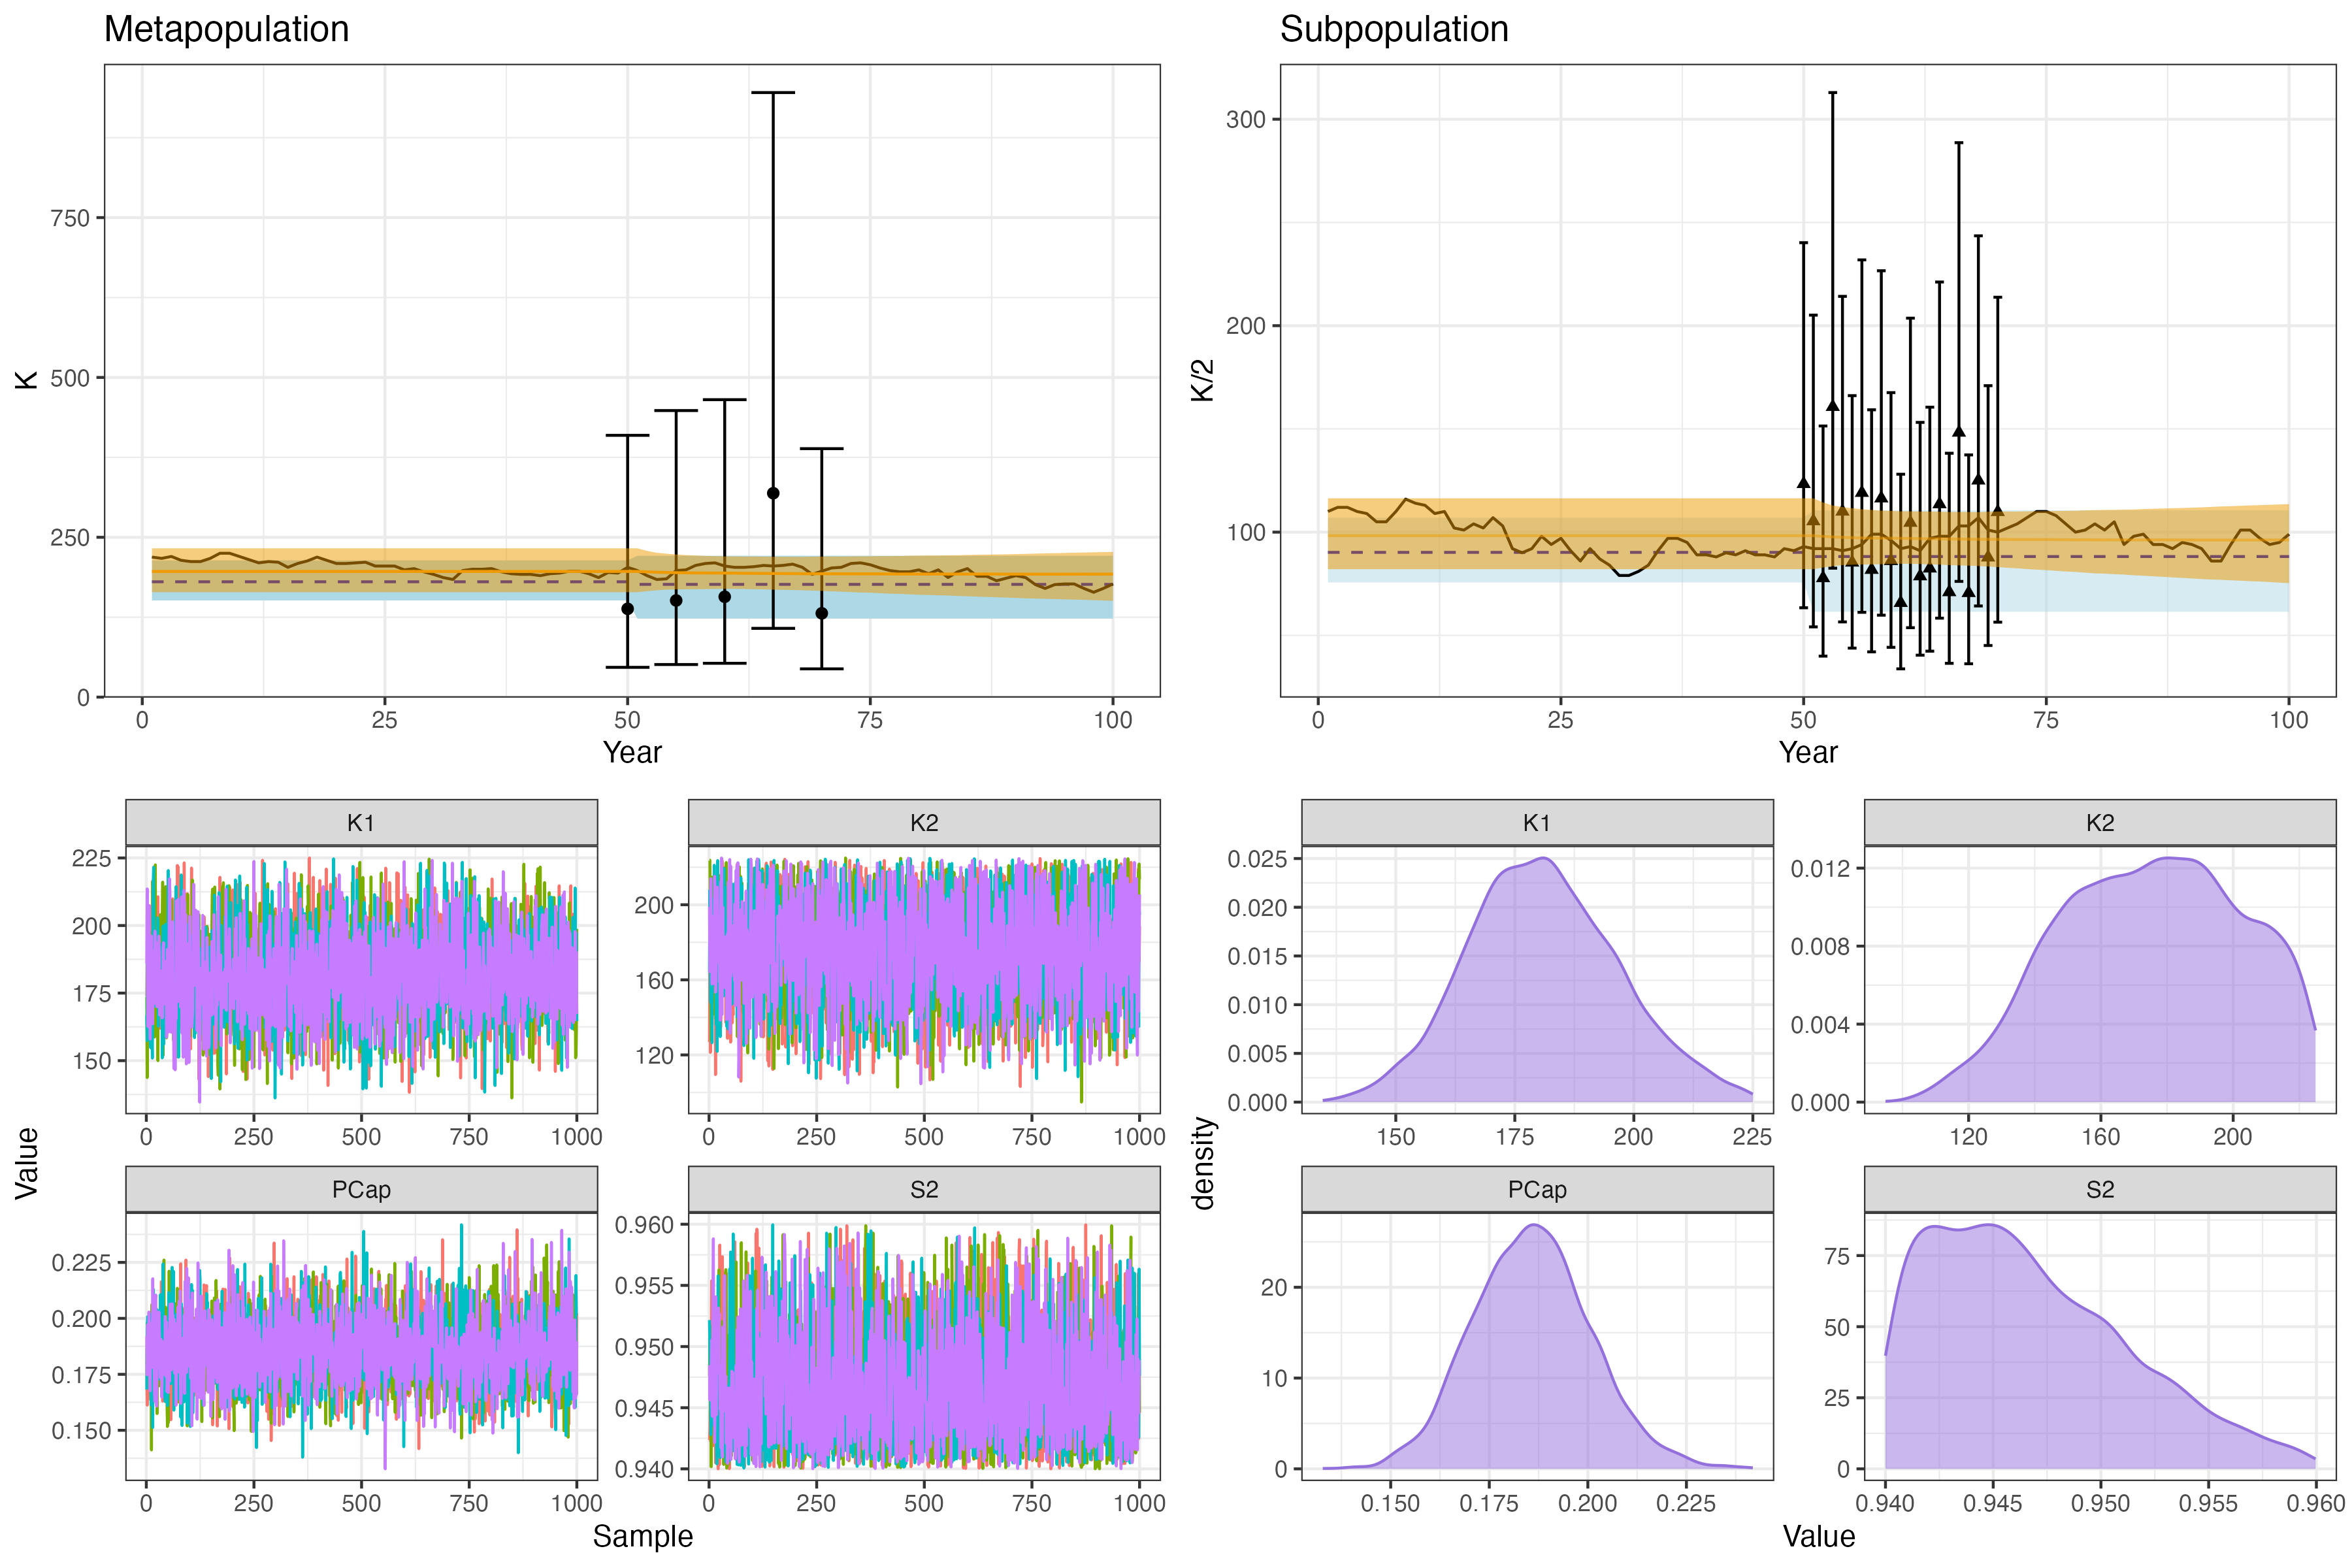 Metapopulation
K
750
500
250
0
0 25 50 75 100
Year
Subpopulation
K/2
300
200
100
0 25 50 75 100
Year
Value
K1
225
200
175
150
0 250 500 750 1000
K2
200
160
120
0 250 500 750 1000
PCap
0.225
0.200
0.175
0.150
0 250 500 750 1000
S2
0.960
0.955
0.950
0.945
0.940
0 250 500 750 1000
Sample
density
K1
0.025
0.020
0.015
0.010
0.005
0.000
150 175 200 225
K2
0.012
0.008
0.004
0.000
120 160 200
PCap
20
10
0
0.150 0.175 0.200 0.225
S2
75
50
25
0
0.940 0.945 0.950 0.955 0.960
Value